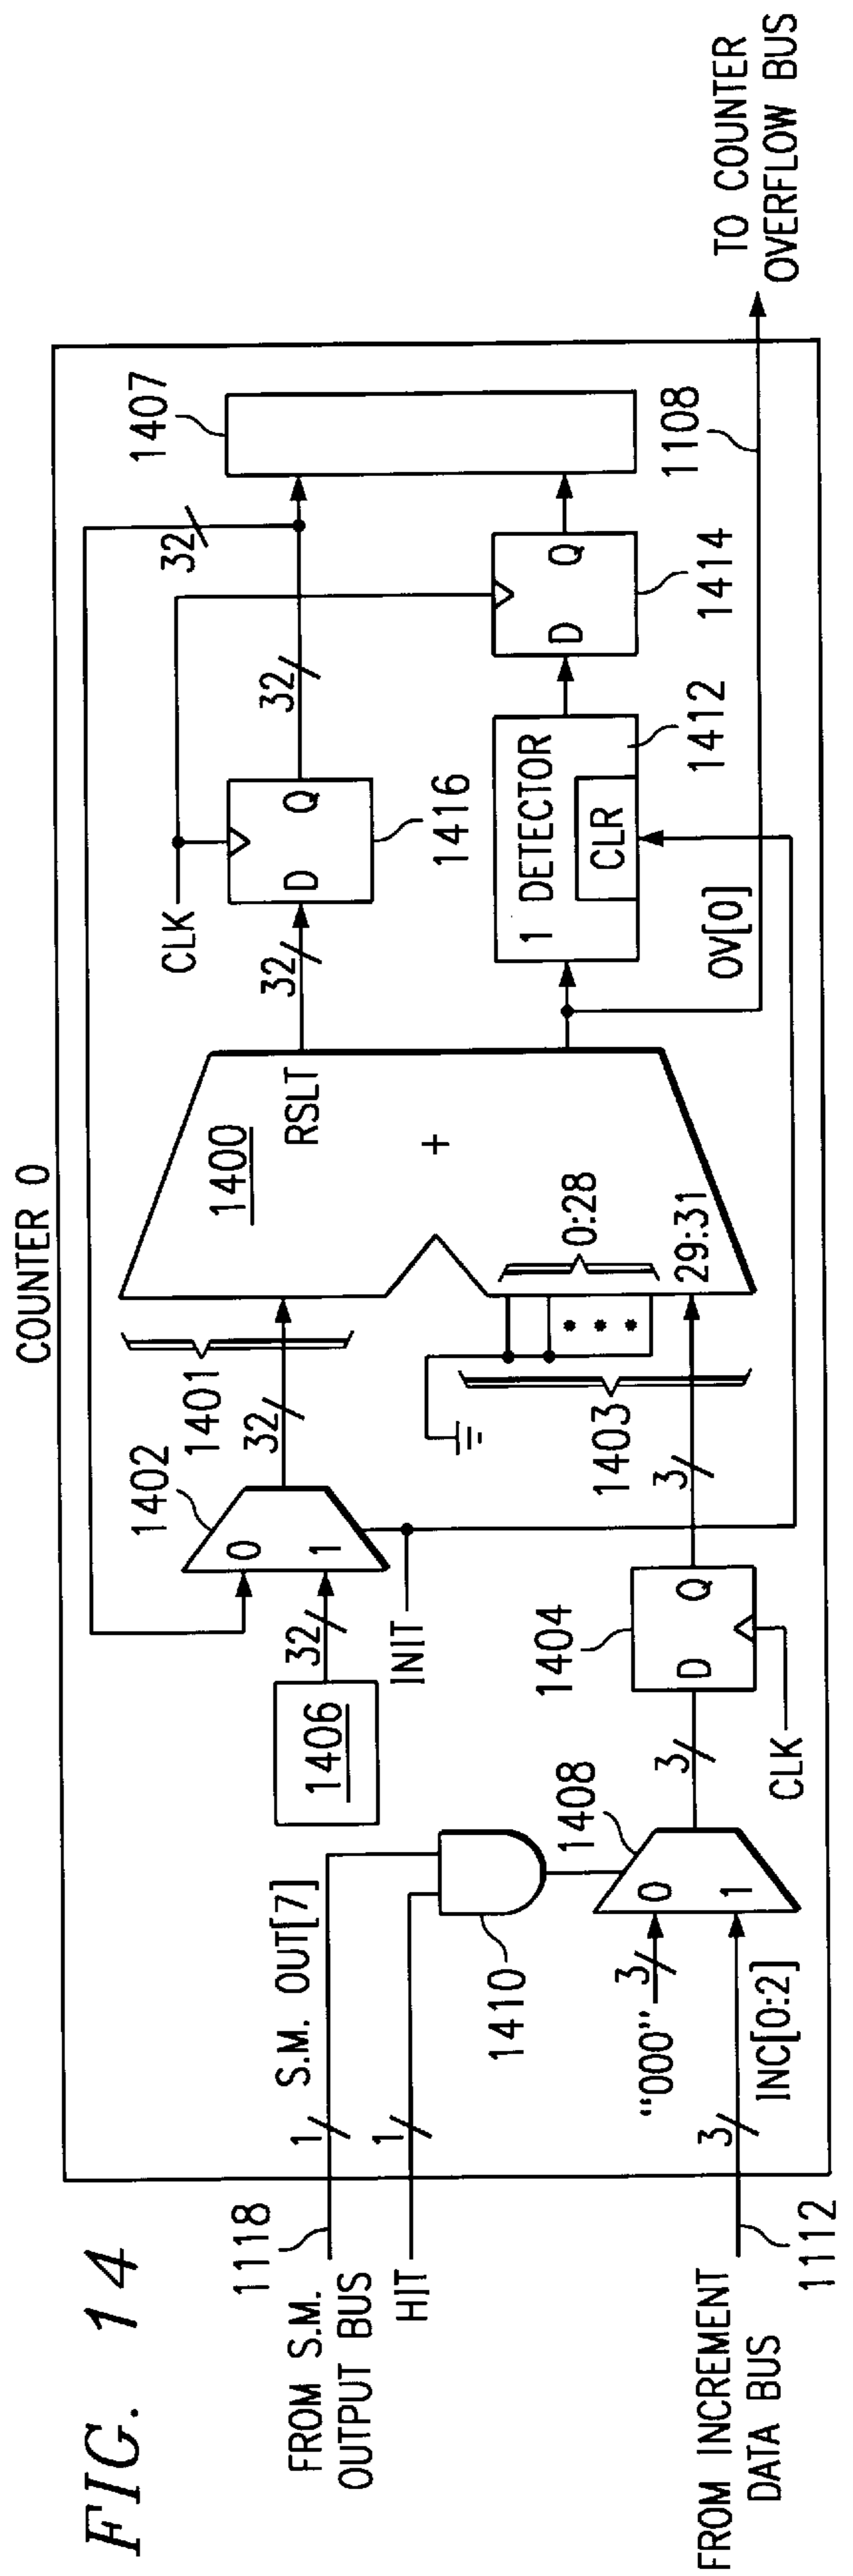 FIG. 14
COUNTER 0
FROM S.M.
OUTPUT BUS
1118
HIT
FROM INCREMENT
DATA BUS
1112
1
S.M. OUT[7]
1
3
INC[0:2]
"000"
3
1410
1408
0
1
3
CLK
1404
D
Q
3
1406
32
INIT
1402
0
1
32
1401
1403
0:28
29:31
1400
+
RSLT
32
CLK
D
Q
1416
32
32
1 DETECTOR
CLR
1412
OV[0]
D
Q
1414
1407
1108
TO COUNTER
OVERFLOW BUS